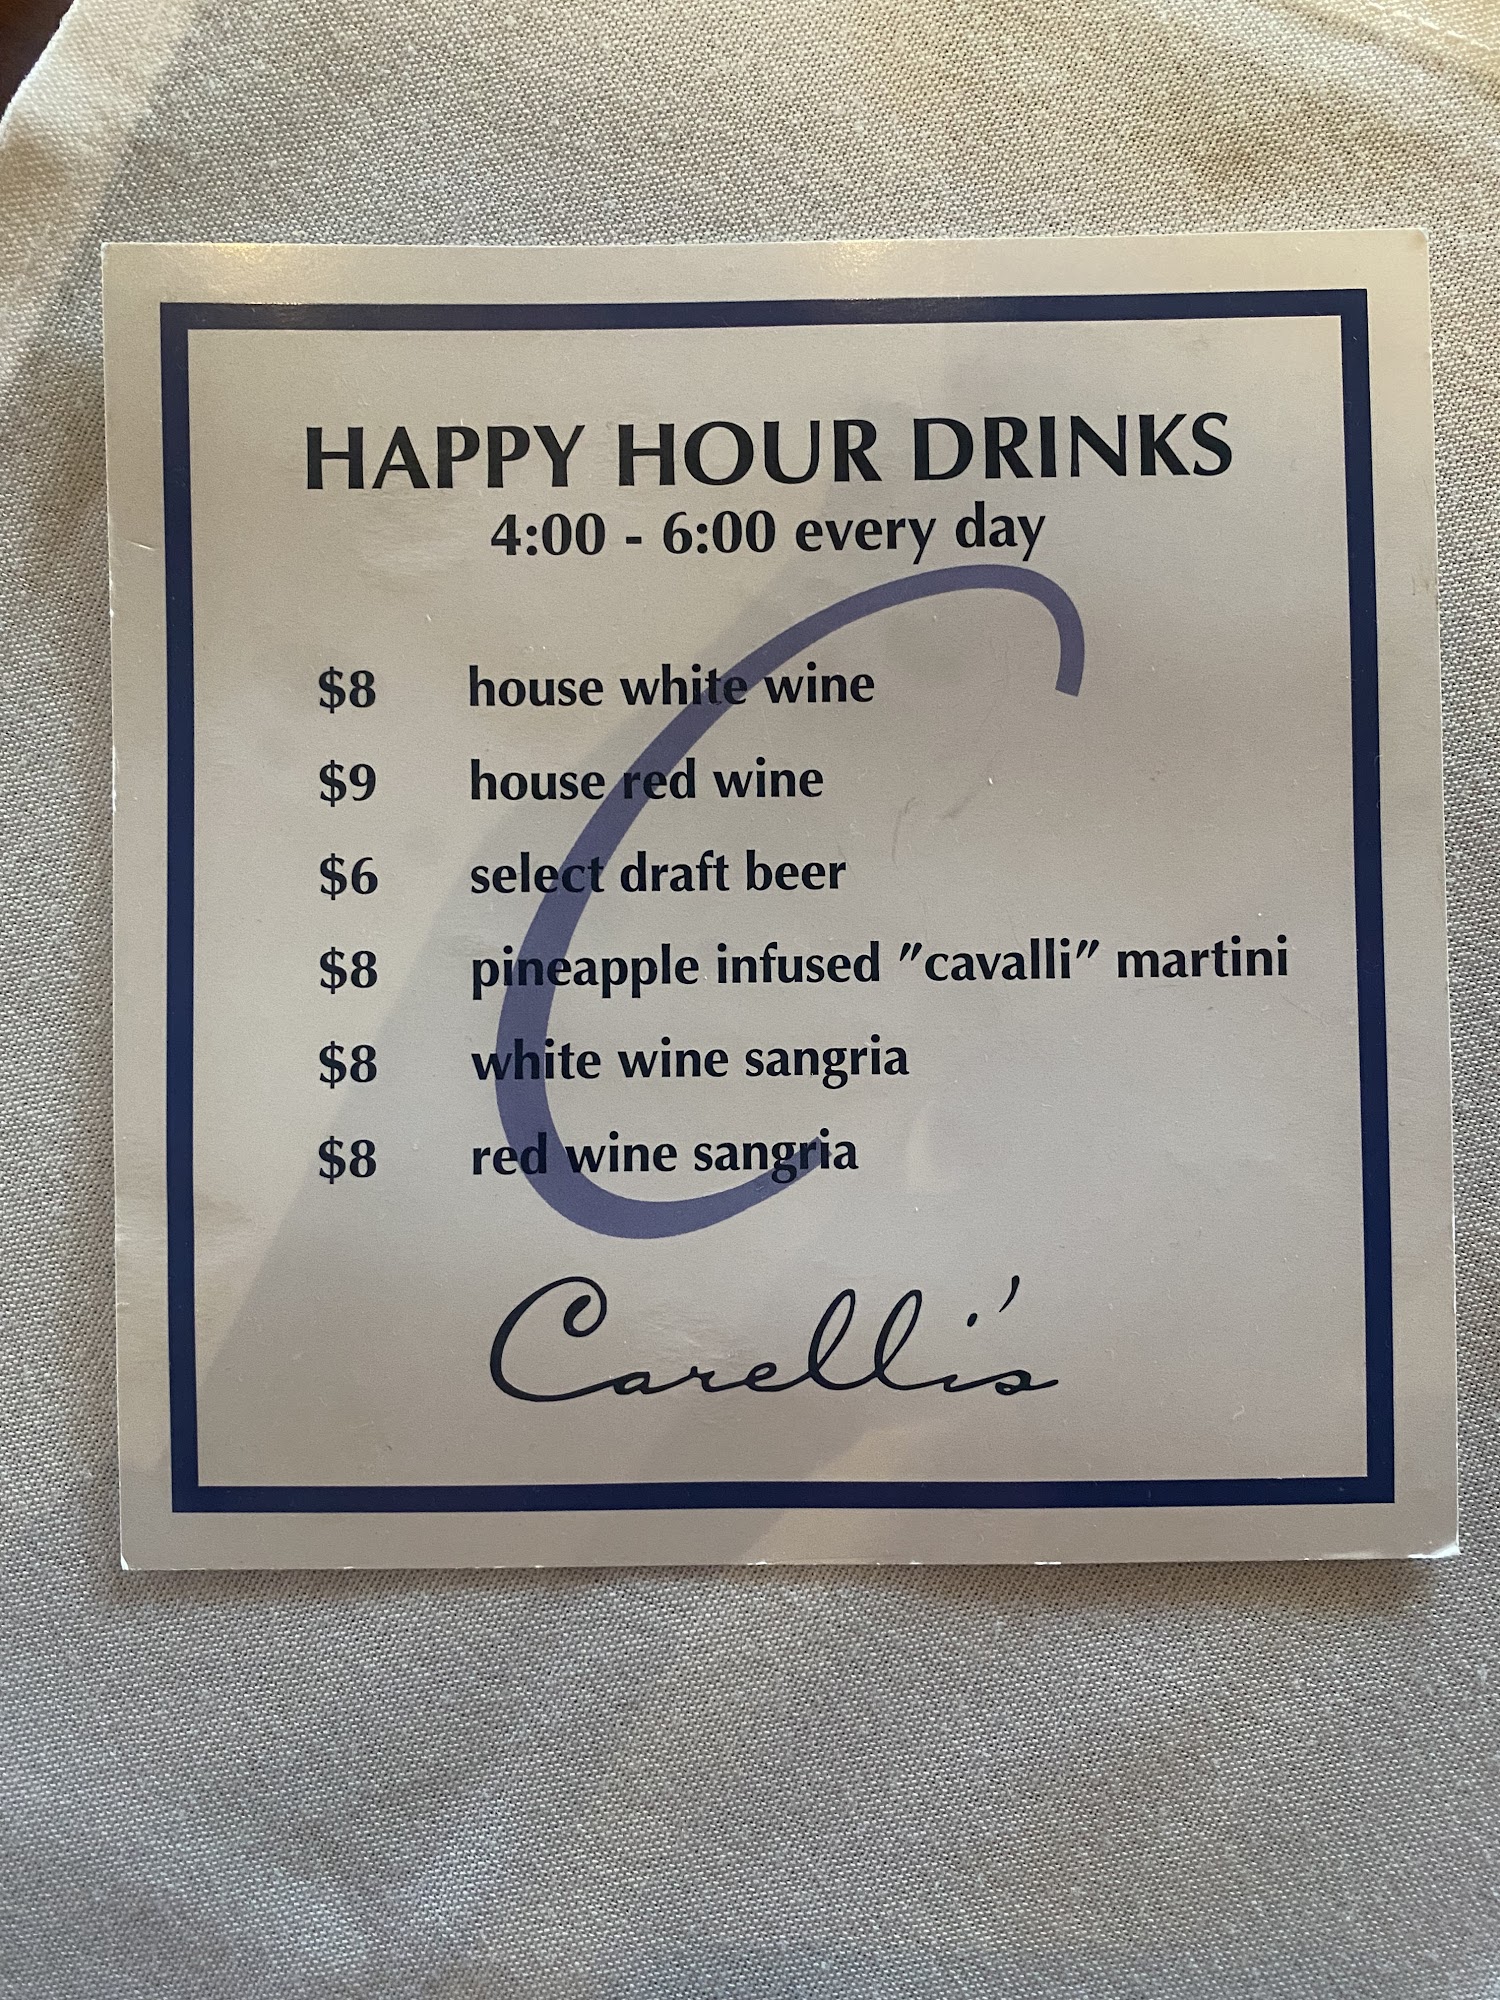 HAPPY HOUR DRINKS
4:00 - 6:00 every day
$8 house white wine
$9 house red wine
$6 select draft beer
$8 pineapple infused "cavalli" martini
$8 white wine sangria
$8 red wine sangria
Carelli's